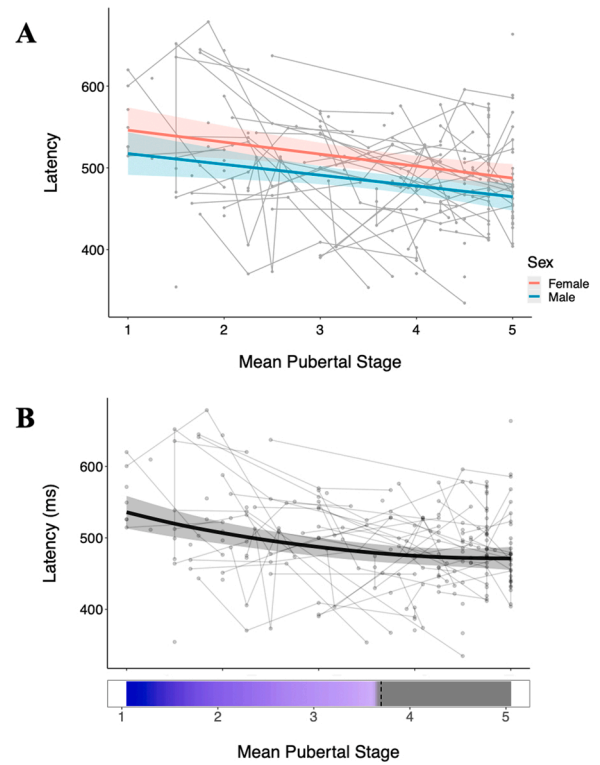 A
600
500
400
Latency
1 2 3 4 5
Mean Pubertal Stage
Sex
Female
Male
B
600
500
400
Latency (ms)
1 2 3 4 5
Mean Pubertal Stage